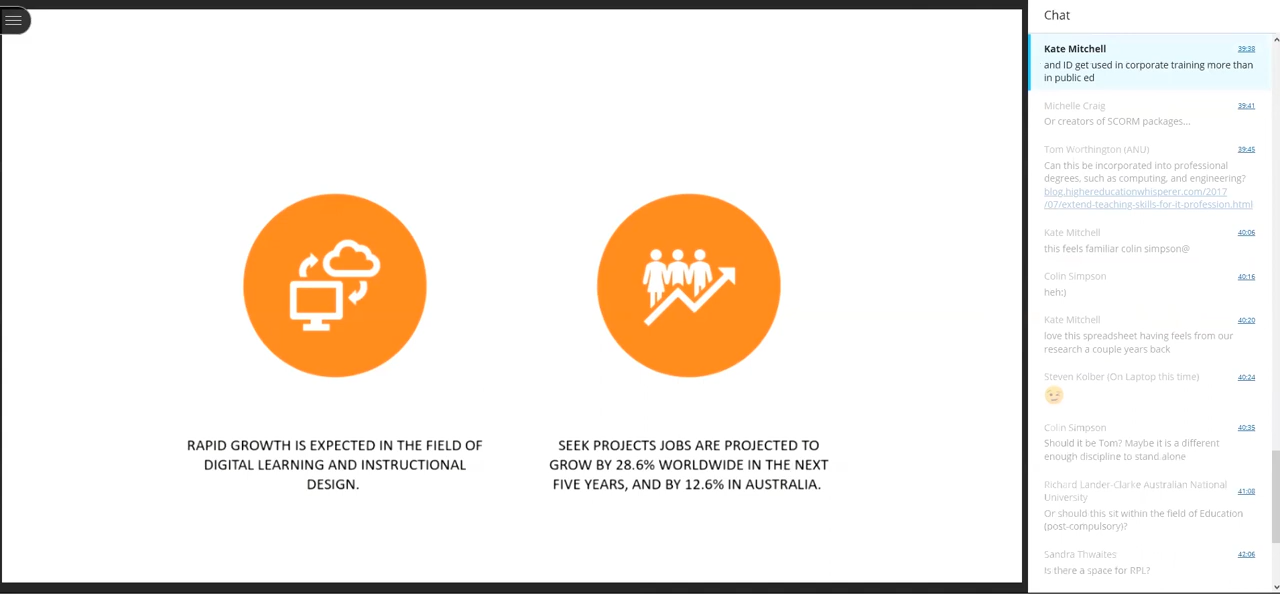 RAPID GROWTH IS EXPECTED IN THE FIELD OF
DIGITAL LEARNING AND INSTRUCTIONAL
DESIGN.
SEEK PROJECTS JOBS ARE PROJECTED TO
GROW BY 28.6% WORLDWIDE IN THE NEXT
FIVE YEARS, AND BY 12.6% IN AUSTRALIA.
Chat
Kate Mitchell 39:38
and ID get used in corporate training more than
in public ed
Michelle Craig 39:41
Or creators of SCORM packages...
Tom Worthington (ANU) 39:45
Can this be incorporated into professional
degrees, such as computing, and engineering?
blog.highereducationwhisperer.com/2017
/07/extend-teaching-skills-for-it-profession.html
Kate Mitchell 40:06
this feels familiar colin simpson@
Colin Simpson 40:16
heh:)
Kate Mitchell 40:20
love this spreadsheet having feels from our
research a couple years back
Steven Kolber (On Laptop this time) 40:24
Colin Simpson 40:35
Should it be Tom? Maybe it is a different
enough discipline to stand alone
Richard Lander-Clarke Australian National
University 41:08
Or should this sit within the field of Education
(post-compulsory)?
Sandra Thwaites 42:06
Is there a space for RPL?